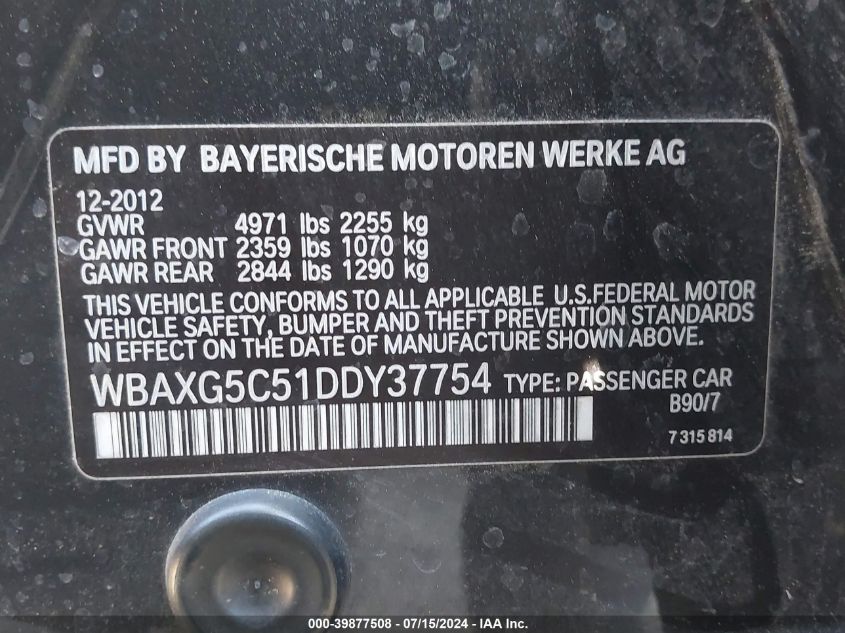 MFD BY BAYERISCHE MOTOREN WERKE AG
12-2012
GVWR 4971 lbs 2255 kg
GAWR FRONT 2359 lbs 1070 kg
GAWR REAR 2844 lbs 1290 kg
THIS VEHICLE CONFORMS TO ALL APPLICABLE U.S.FEDERAL MOTOR
VEHICLE SAFETY, BUMPER AND THEFT PREVENTION STANDARDS
IN EFFECT ON THE DATE OF MANUFACTURE SHOWN ABOVE.
WBAXG5C51DDY37754 TYPE: PASSENGER CAR
B90/7
7 315 814
000-39877508 - 07/15/2024 - IAA Inc.